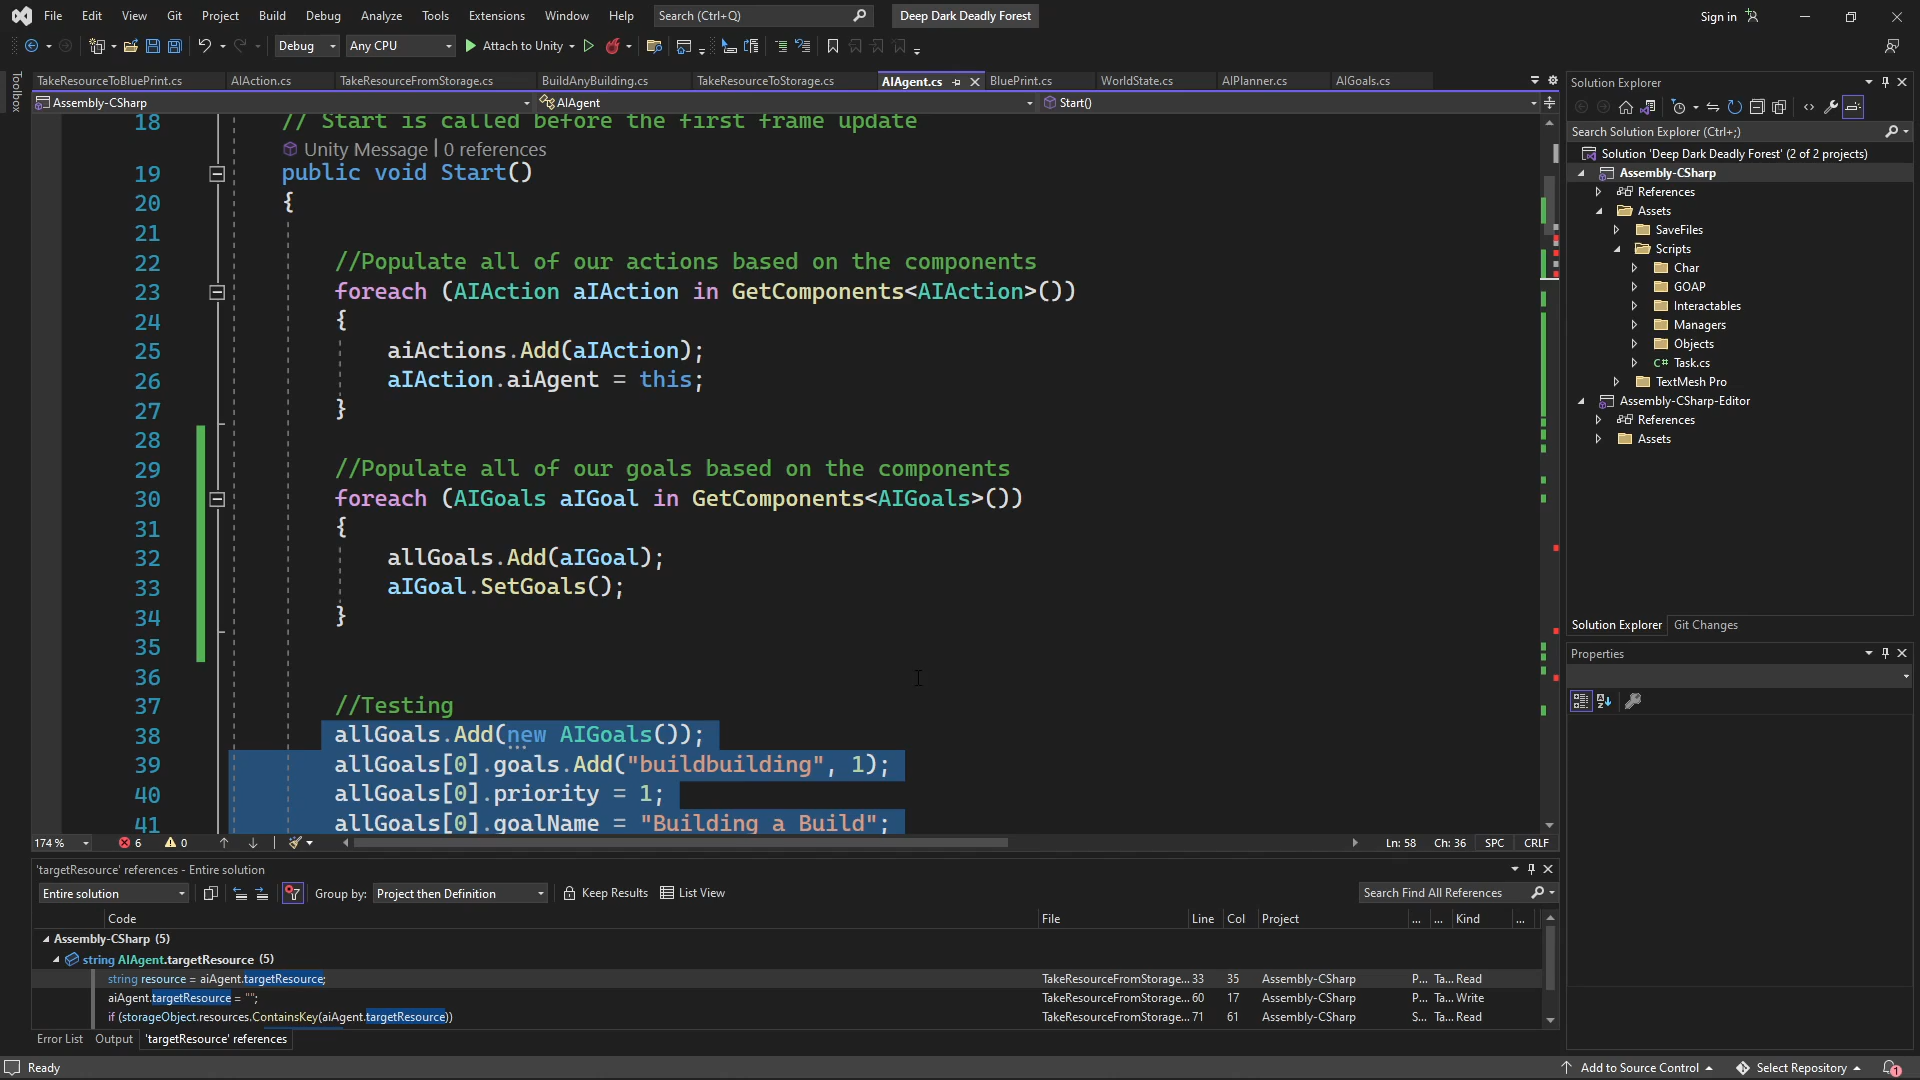 File Edit View Git Project Build Debug Analyze Tools Extensions Window Help Search (Ctrl+Q) Deep Dark Deadly Forest Sign in
Debug Any CPU Attach to Unity
Toolbox
TakeResourceToBluePrint.cs AIAction.cs TakeResourceFromStorage.cs BuildAnyBuilding.cs TakeResourceToStorage.cs AIAgent.cs BluePrint.cs WorldState.cs AIPlanner.cs AIGoals.cs
Assembly-CSharp AIAgent Start()
18 // Start is called before the first frame update
Unity Message | 0 references
19 public void Start()
20 {
21
22 //Populate all of our actions based on the components
23 foreach (AIAction aIAction in GetComponents<AIAction>())
24 {
25 aiActions.Add(aIAction);
26 aIAction.aiAgent = this;
27 }
28
29 //Populate all of our goals based on the components
30 foreach (AIGoals aIGoal in GetComponents<AIGoals>())
31 {
32 allGoals.Add(aIGoal);
33 aIGoal.SetGoals();
34 }
35
36
37 //Testing
38 allGoals.Add(new AIGoals());
39 allGoals[0].goals.Add("buildbuilding", 1);
40 allGoals[0].priority = 1;
41 allGoals[0].goalName = "Building a Build";
174 % 6 0 Ln: 58 Ch: 36 SPC CRLF
'targetResource' references - Entire solution
Entire solution Group by: Project then Definition Keep Results List View Search Find All References
Code File Line Col Project ... ... Kind ...
Assembly-CSharp (5)
string AIAgent.targetResource (5)
string resource = aiAgent.targetResource; TakeResourceFromStorage... 33 35 Assembly-CSharp P... Ta... Read
aiAgent.targetResource = ""; TakeResourceFromStorage... 60 17 Assembly-CSharp P... Ta... Write
if (storageObject.resources.ContainsKey(aiAgent.targetResource)) TakeResourceFromStorage... 71 61 Assembly-CSharp S... Ta... Read
Error List Output 'targetResource' references
Ready Add to Source Control Select Repository 1
Solution Explorer
Search Solution Explorer (Ctrl+;)
Solution 'Deep Dark Deadly Forest' (2 of 2 projects)
Assembly-CSharp
References
Assets
SaveFiles
Scripts
Char
GOAP
Interactables
Managers
Objects
C# Task.cs
TextMesh Pro
Assembly-CSharp-Editor
References
Assets
Solution Explorer Git Changes
Properties